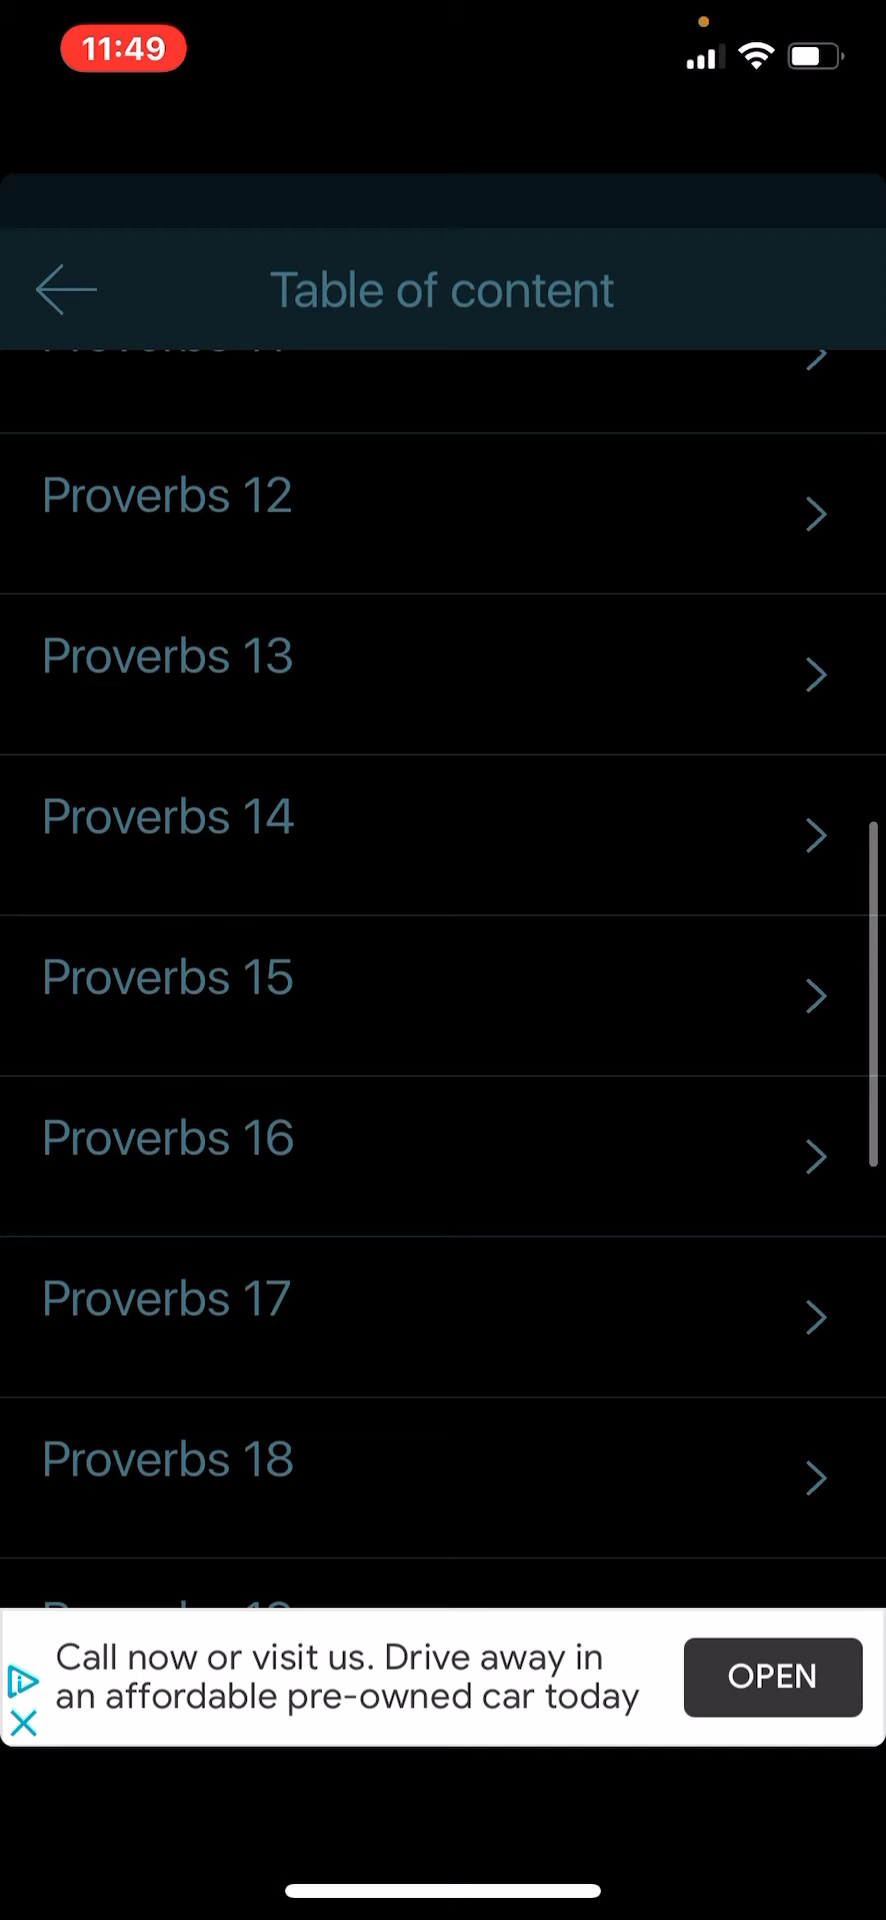 11:49
Table of content
Proverbs 12
Proverbs 13
Proverbs 14
Proverbs 15
Proverbs 16
Proverbs 17
Proverbs 18
Call now or visit us. Drive away in
an affordable pre-owned car today
OPEN